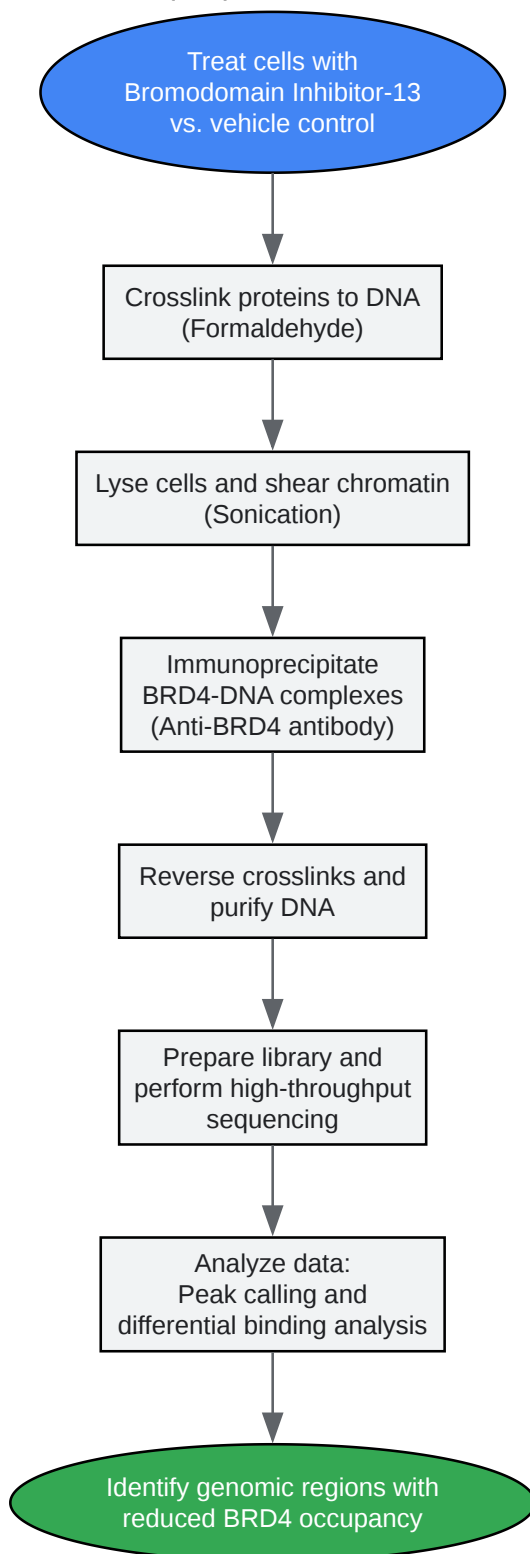 Treat cells with
Bromodomain Inhibitor-13
vs. vehicle control
Crosslink proteins to DNA
(Formaldehyde)
Lyse cells and shear chromatin
(Sonication)
Immunoprecipitate
BRD4-DNA complexes
(Anti-BRD4 antibody)
Reverse crosslinks and
purify DNA
Prepare library and
perform high-throughput
sequencing
Analyze data:
Peak calling and
differential binding analysis
Identify genomic regions with
reduced BRD4 occupancy